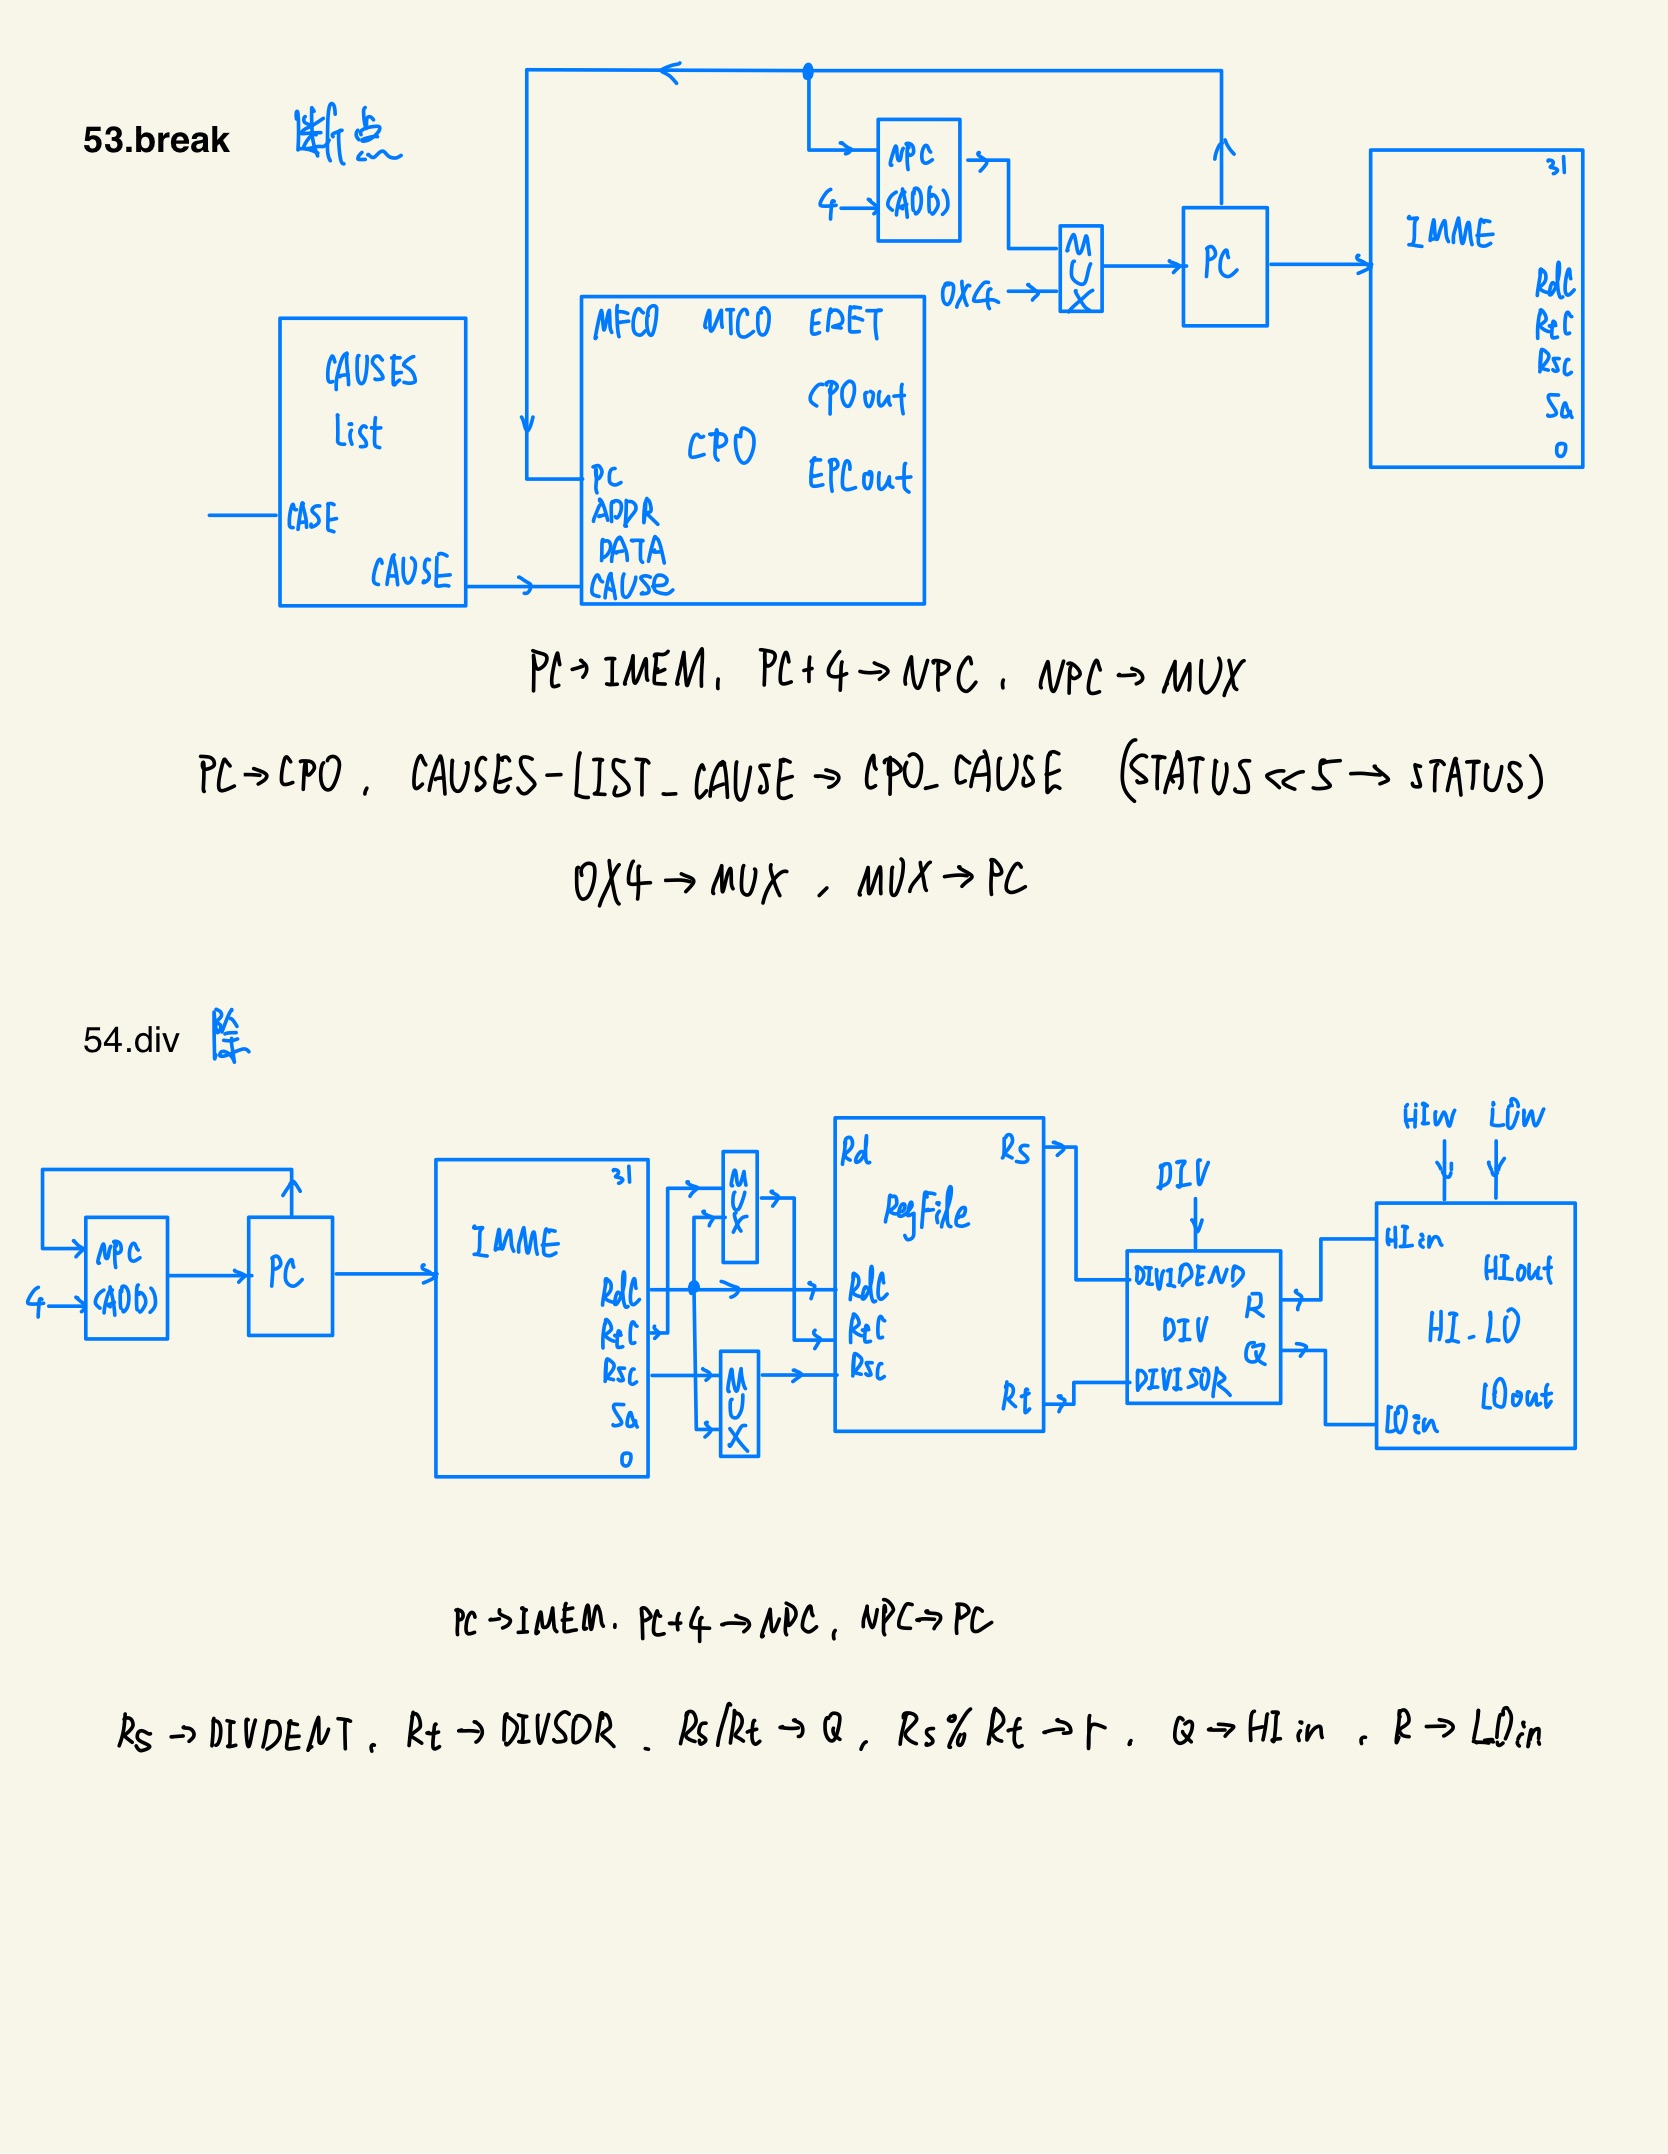 53.break 断点
NPC
(ADD)
4
MUX
0X4
PC
31
IMME
Rdc
Rtc
Rsc
Sa
0
CAUSES
List
CASE
CAUSE
MFC0 MTC0 ERET
CP0out
CP0
EPCout
PC
ADDR
DATA
CAUSe
PC→IMEM, PC+4→NPC, NPC→MUX
PC→CP0, CAUSES-LIST_CAUSE→CP0_CAUSE (STATUS<<5→STATUS)
0X4→MUX, MUX→PC
54.div 除
NPC
(ADD)
4
PC
31
IMME
Rdc
Rtc
Rsc
Sa
0
MUX
MUX
Rd Rs
RegFile
Rdc
Rtc
Rsc
Rt
DIV
DIVIDEND
R
DIV
Q
DIVISOR
HIW LOW
HIin
HIout
HI_LO
LOout
LOin
PC→IMEM. PC+4→NPC, NPC→PC
Rs→DIVDENT, Rt→DIVSOR. Rs/Rt→Q, Rs%Rt→r. Q→HIin, R→LOin